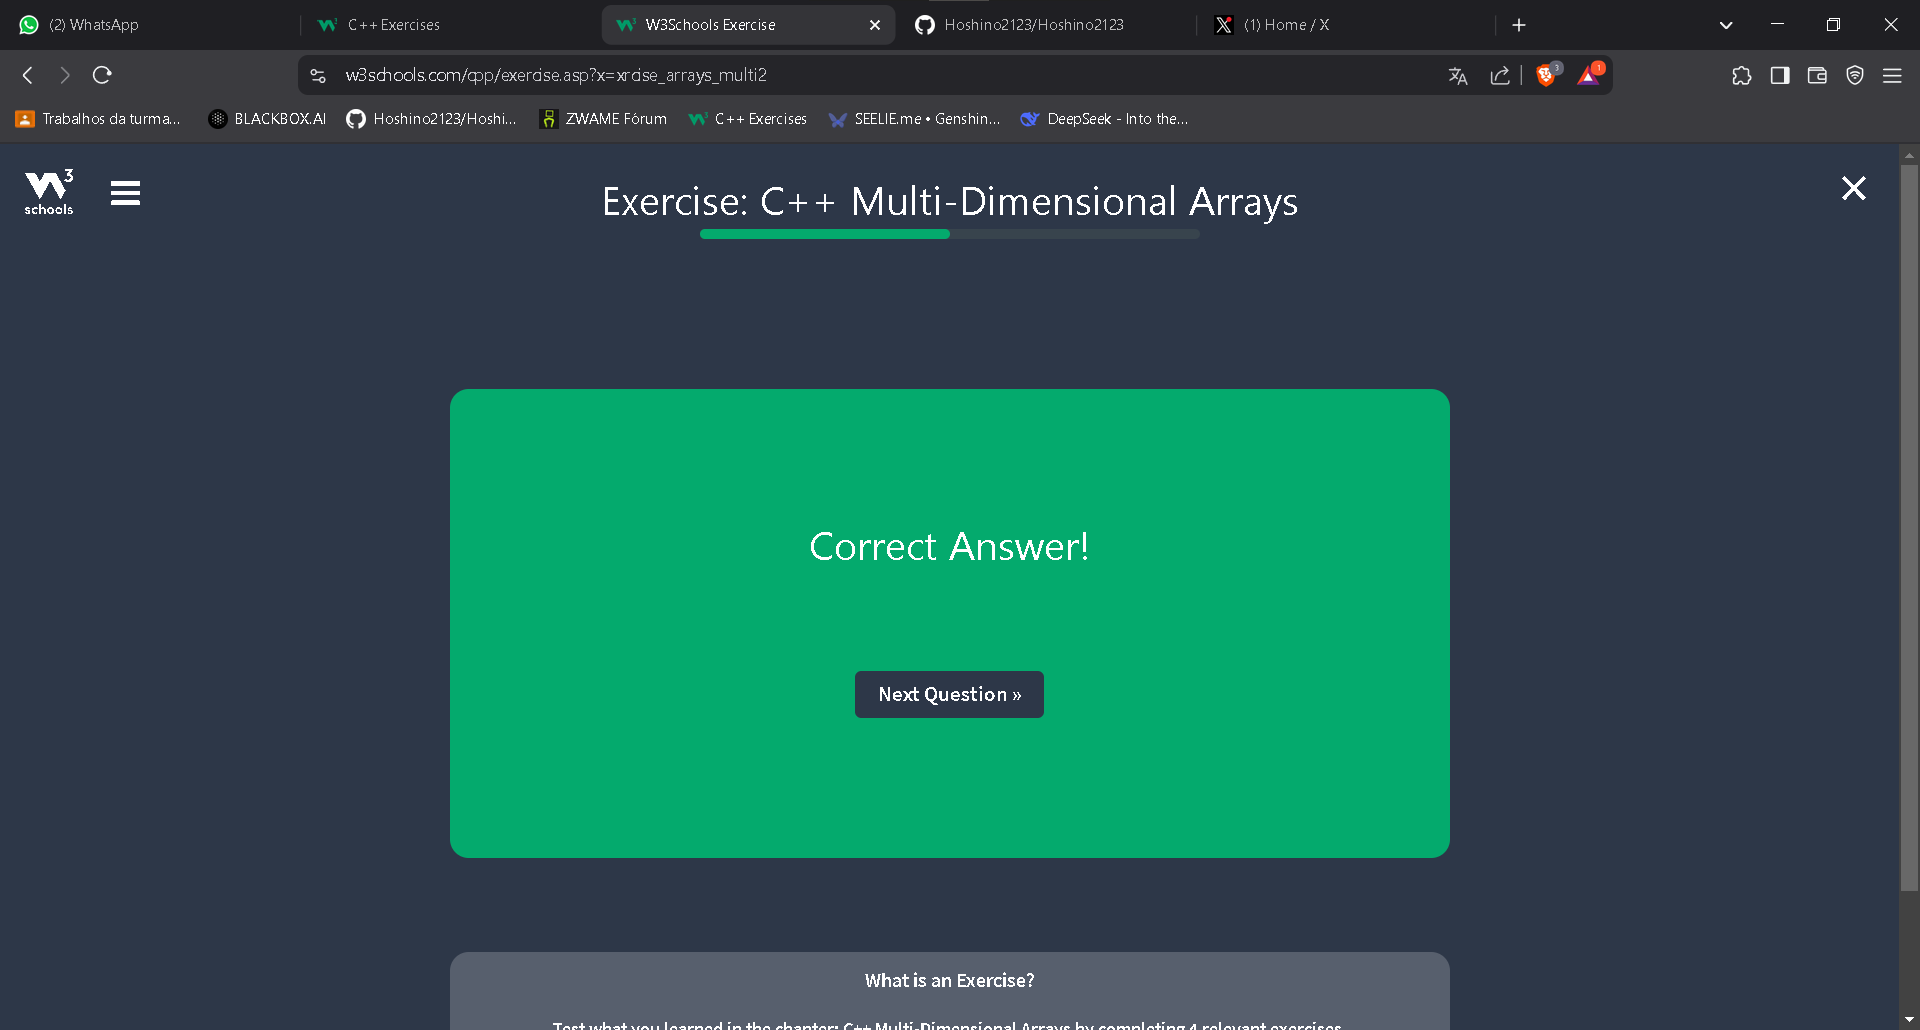 (2) WhatsApp
C++ Exercises
W3Schools Exercise
Hoshino2123/Hoshino2123
(1) Home / X
w3schools.com/cpp/exercise.asp?x=xrcise_arrays_multi2
3
1
Trabalhos da turma...
BLACKBOX.AI
Hoshino2123/Hoshi...
ZWAME Fórum
C++ Exercises
SEELIE.me • Genshin...
DeepSeek - Into the...
W3
schools
Exercise: C++ Multi-Dimensional Arrays
Correct Answer!
Next Question »
What is an Exercise?
Test what you learned in the chapter: C++ Multi-Dimensional Arrays by completing 4 relevant exercises.